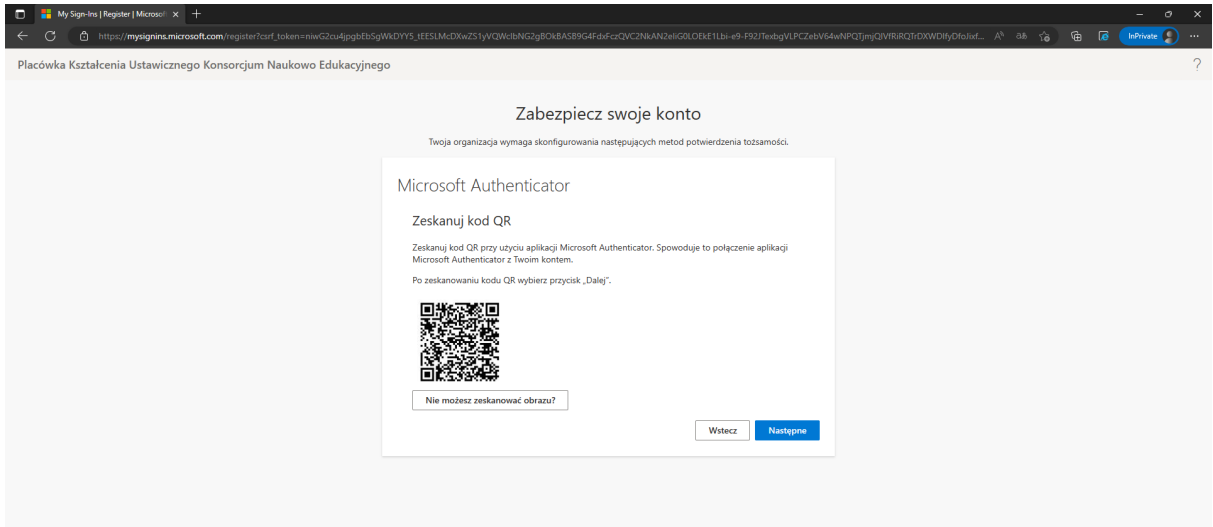 My Sign-Ins | Register | Microsof
Placówka Kształcenia Ustawicznego Konsorcjum Naukowo Edukacyjnego
?
Zabezpiecz swoje konto
Twoja organizacja wymaga skonfigurowania następujących metod potwierdzenia tożsamości.
Microsoft Authenticator
Zeskanuj kod QR
Zeskanuj kod QR przy użyciu aplikacji Microsoft Authenticator. Spowoduje to połączenie aplikacji
Microsoft Authenticator z Twoim kontem.
Po zeskanowaniu kodu QR wybierz przycisk „Dalej”.
Nie możesz zeskanować obrazu?
Wstecz Następne
https://mysignins.microsoft.com/register?csrf_token= InPrivate